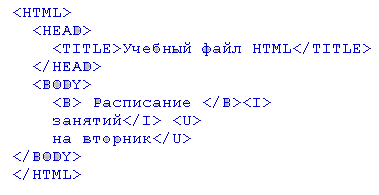 <HTML>
<HEAD>
<TITLE>Учебный файл HTML</TITLE>
</HEAD>
<BODY>
<B> Расписание </B><I>
занятий</I> <U>
на вторник</U>
</BODY>
</HTML>